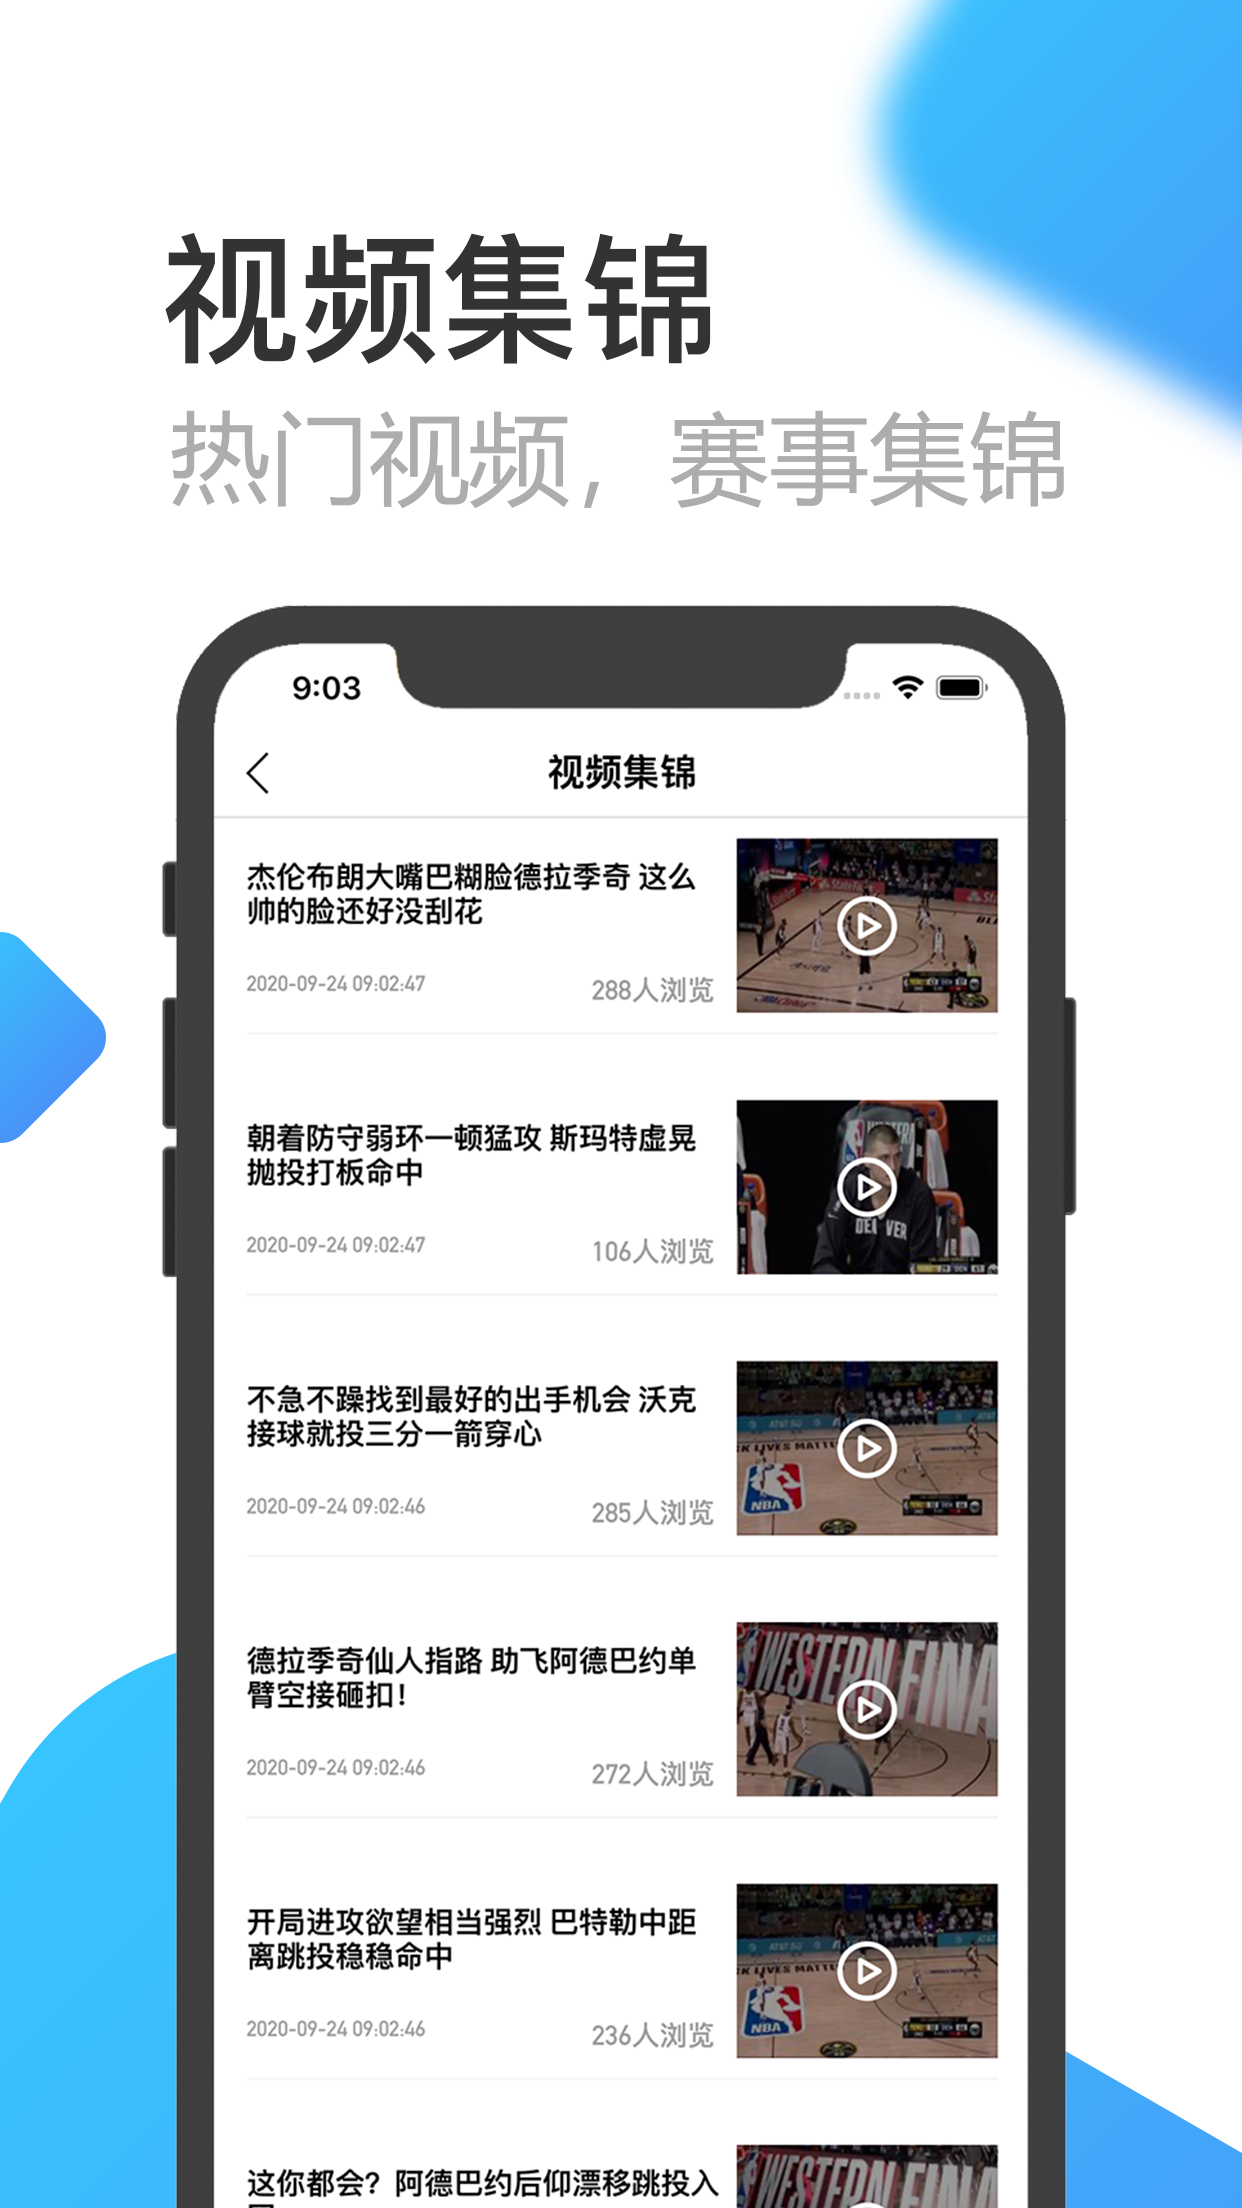 视频集锦
热门视频，赛事集锦
9:03
视频集锦
杰伦布朗大嘴巴糊脸德拉季奇 这么
帅的脸还好没刮花
2020-09-24 09:02:47
288人浏览
朝着防守弱环一顿猛攻 斯玛特虚晃
抛投打板命中
DENVER
2020-09-24 09:02:47
106人浏览
不急不躁找到最好的出手机会 沃克
接球就投三分一箭穿心
NBA
2020-09-24 09:02:46
285人浏览
德拉季奇仙人指路 助飞阿德巴约单
臂空接砸扣！
WESTERN FINA
2020-09-24 09:02:46
272人浏览
开局进攻欲望相当强烈 巴特勒中距
离跳投稳稳命中
NBA
2020-09-24 09:02:46
236人浏览
这你都会？阿德巴约后仰漂移跳投入
WESTERN FINA